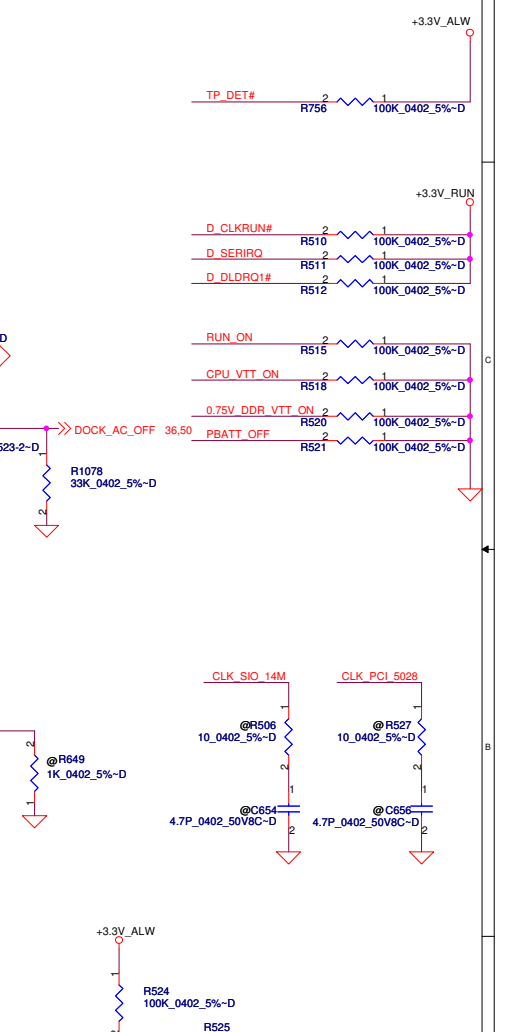 +3.3V_ALW
TP_DET#
2
1
R756
100K_0402_5%~D
+3.3V_RUN
D_CLKRUN#
2
1
R510
100K_0402_5%~D
D_SERIRQ
2
1
R511
100K_0402_5%~D
D_DLDRQ1#
2
1
R512
100K_0402_5%~D
RUN_ON
2
1
R515
100K_0402_5%~D
D
C
CPU_VTT_ON
2
1
R518
100K_0402_5%~D
0.75V_DDR_VTT_ON
2
1
R520
100K_0402_5%~D
DOCK_AC_OFF 36,50
PBATT_OFF
2
1
R521
100K_0402_5%~D
523-2~D
1
R1078
33K_0402_5%~D
2
CLK_SIO_14M
CLK_PCI_5028
1
1
@R506
10_0402_5%~D
@R527
10_0402_5%~D
B
2
2
2
@R649
1K_0402_5%~D
1
1
1
@C654
4.7P_0402_50V8C~D
2
@C656
4.7P_0402_50V8C~D
2
+3.3V_ALW
1
R524
100K_0402_5%~D
R525